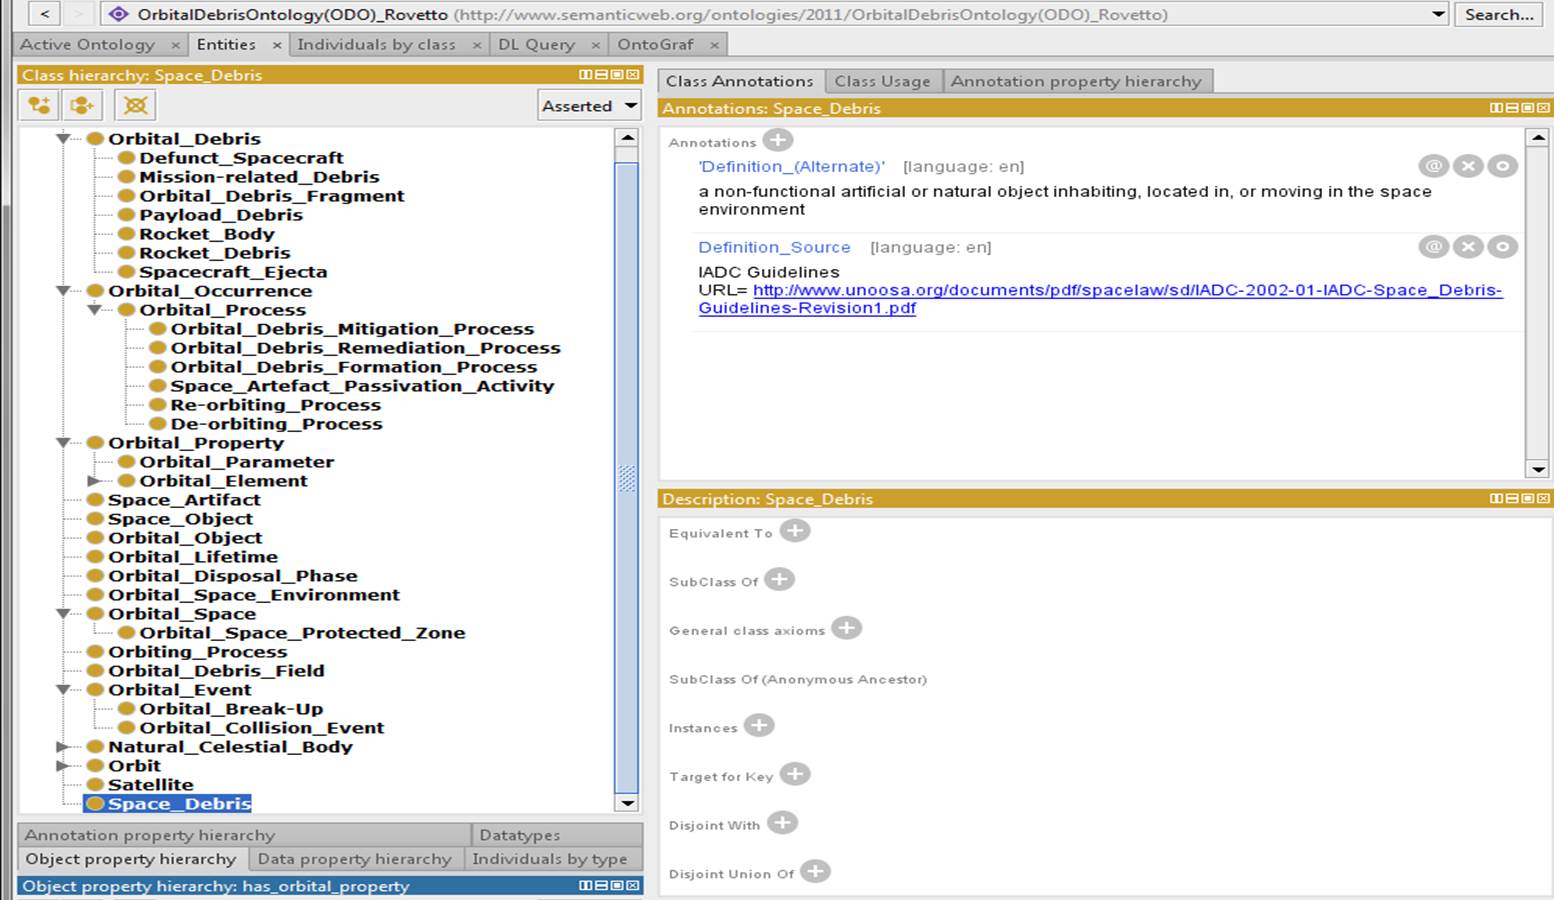 < > OrbitalDebrisOntology(ODO)_Rovetto (http://www.semanticweb.org/ontologies/2011/OrbitalDebrisOntology(ODO)_Rovetto) Search...
Active Ontology × Entities × Individuals by class × DL Query × OntoGraf ×
Class hierarchy: Space_Debris
Asserted
Orbital_Debris
Defunct_Spacecraft
Mission-related_Debris
Orbital_Debris_Fragment
Payload_Debris
Rocket_Body
Rocket_Debris
Spacecraft_Ejecta
Orbital_Occurrence
Orbital_Process
Orbital_Debris_Mitigation_Process
Orbital_Debris_Remediation_Process
Orbital_Debris_Formation_Process
Space_Artefact_Passivation_Activity
Re-orbiting_Process
De-orbiting_Process
Orbital_Property
Orbital_Parameter
Orbital_Element
Space_Artifact
Space_Object
Orbital_Object
Orbital_Lifetime
Orbital_Disposal_Phase
Orbital_Space_Environment
Orbital_Space
Orbital_Space_Protected_Zone
Orbiting_Process
Orbital_Debris_Field
Orbital_Event
Orbital_Break-Up
Orbital_Collision_Event
Natural_Celestial_Body
Orbit
Satellite
Space_Debris
Annotation property hierarchy Datatypes
Object property hierarchy Data property hierarchy Individuals by type
Object property hierarchy: has_orbital_property
Class Annotations Class Usage Annotation property hierarchy
Annotations: Space_Debris
Annotations +
'Definition_(Alternate)' [language: en] @ × o
a non-functional artificial or natural object inhabiting, located in, or moving in the space
environment
Definition_Source [language: en] @ × o
IADC Guidelines
URL= http://www.unoosa.org/documents/pdf/spacelaw/sd/IADC-2002-01-IADC-Space_Debris-
Guidelines-Revision1.pdf
Description: Space_Debris
Equivalent To +
SubClass Of +
General class axioms +
SubClass Of (Anonymous Ancestor)
Instances +
Target for Key +
Disjoint With +
Disjoint Union Of +